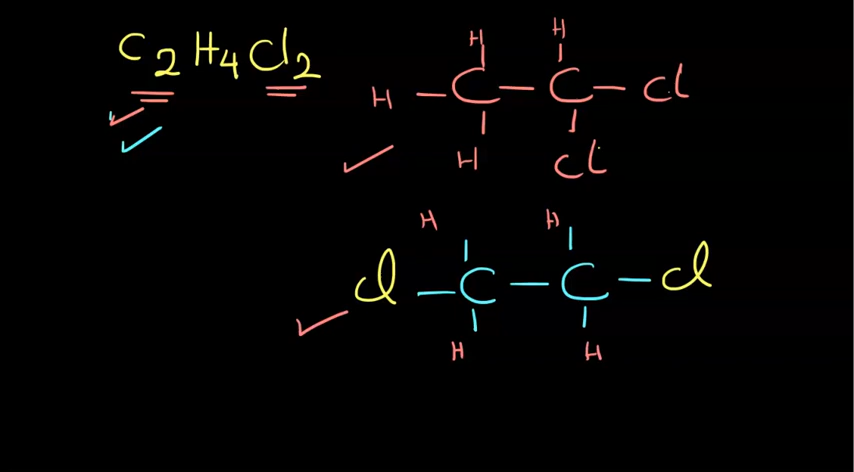 C2H4Cl2
H H
H — C — C — Cl
H Cl
H H
Cl — C — C — Cl
H H